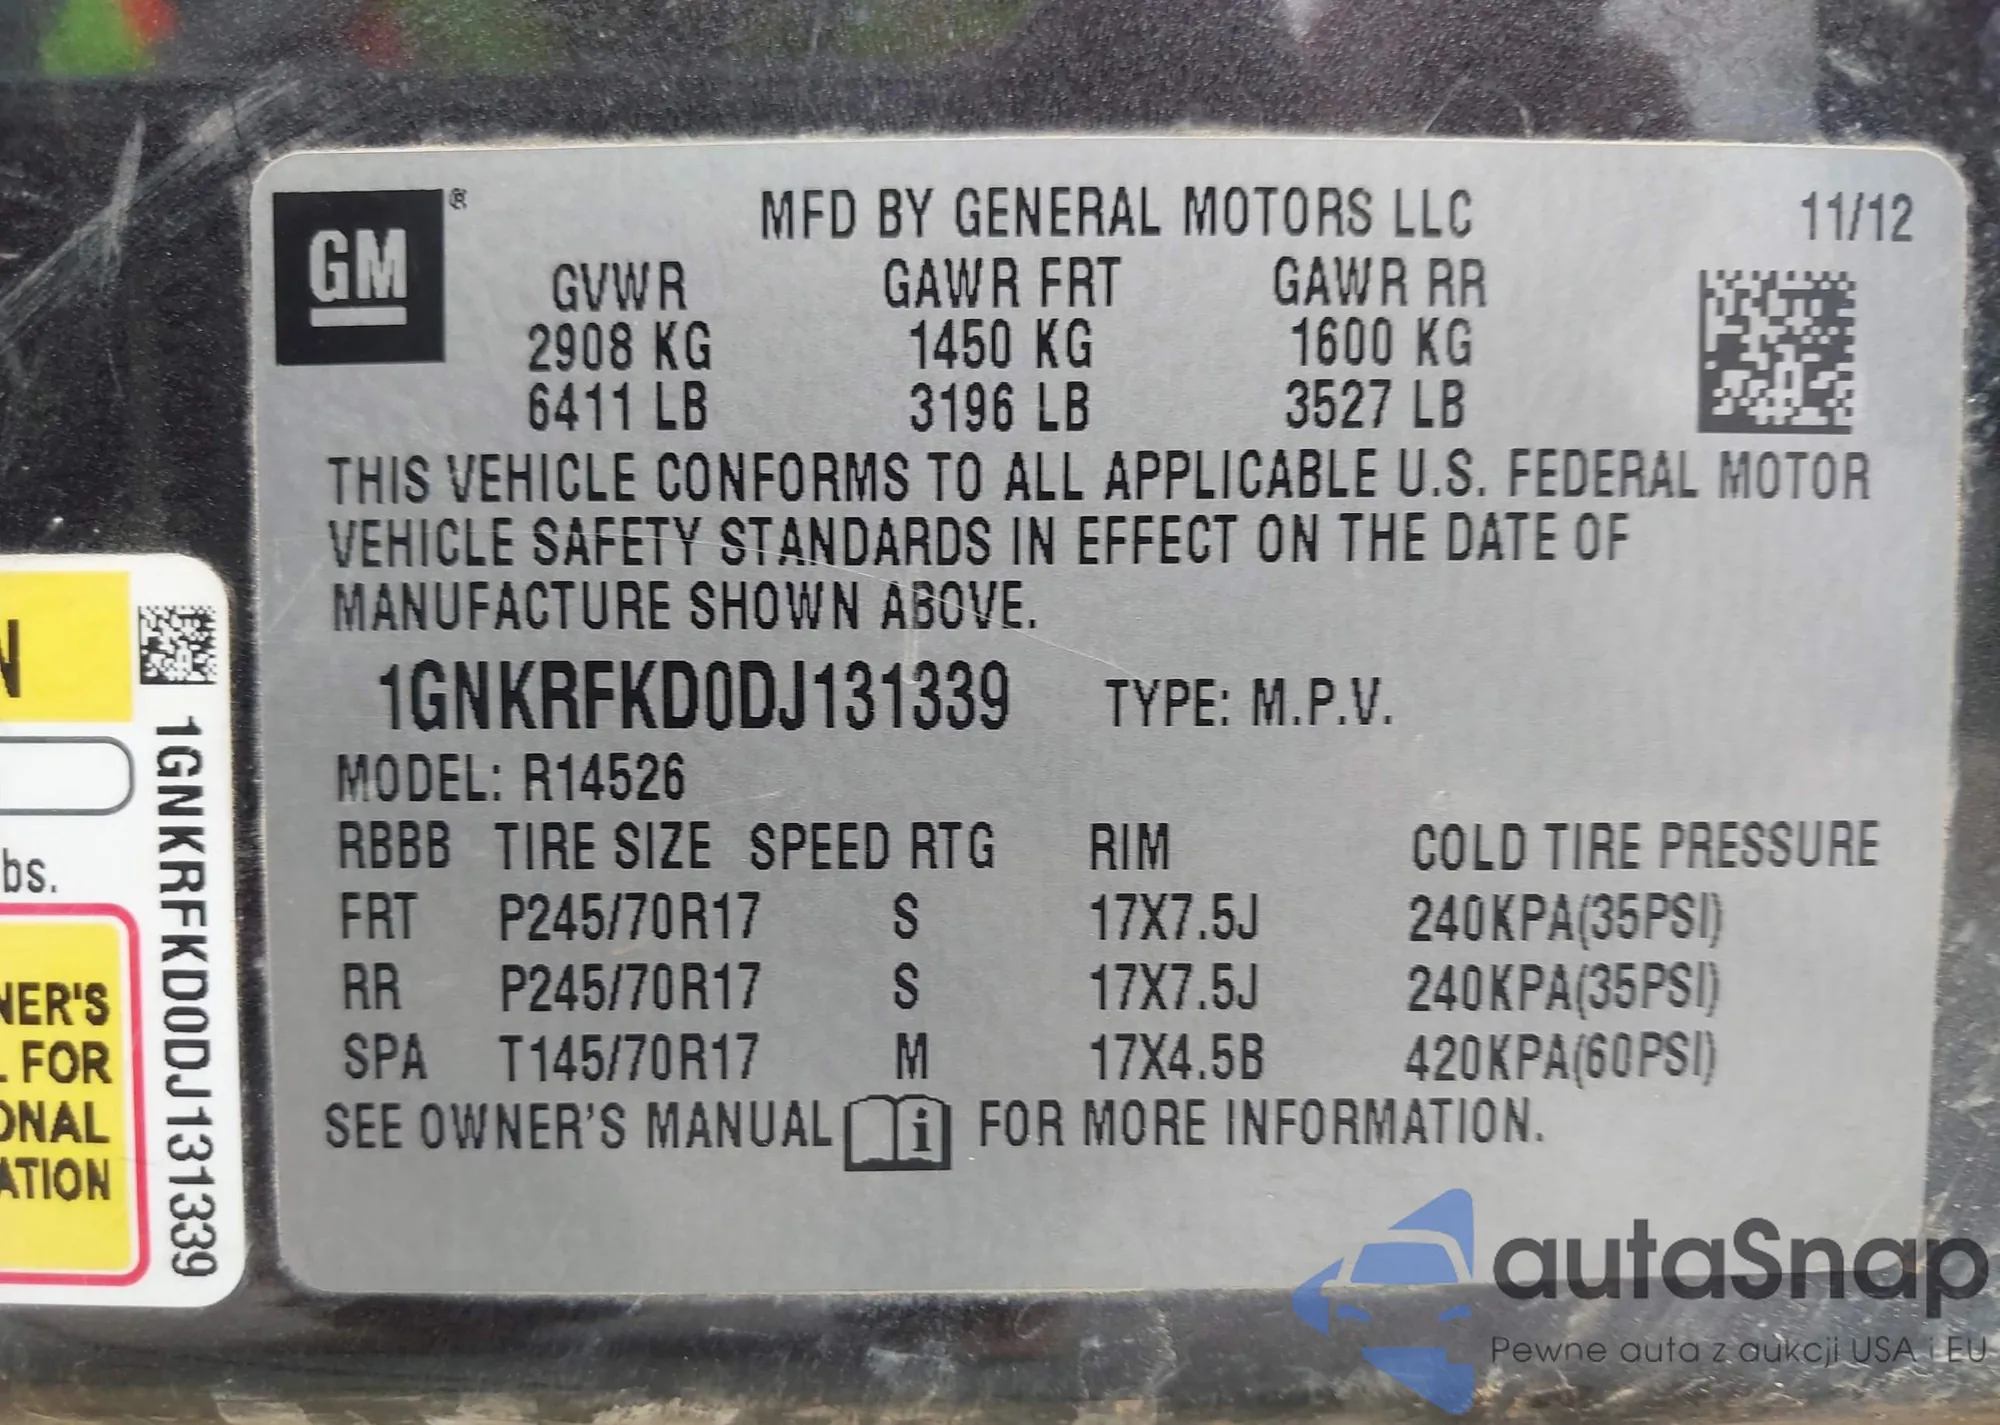 GM ®
MFD BY GENERAL MOTORS LLC 11/12
GVWR GAWR FRT GAWR RR
2908 KG 1450 KG 1600 KG
6411 LB 3196 LB 3527 LB
THIS VEHICLE CONFORMS TO ALL APPLICABLE U.S. FEDERAL MOTOR
VEHICLE SAFETY STANDARDS IN EFFECT ON THE DATE OF
MANUFACTURE SHOWN ABOVE.
1GNKRFKD0DJ131339 TYPE: M.P.V.
MODEL: R14526
RBBB TIRE SIZE SPEED RTG RIM COLD TIRE PRESSURE
FRT P245/70R17 S 17X7.5J 240KPA(35PSI)
RR P245/70R17 S 17X7.5J 240KPA(35PSI)
SPA T145/70R17 M 17X4.5B 420KPA(60PSI)
SEE OWNER'S MANUAL i FOR MORE INFORMATION.
N
bs.
NER'S
L FOR
ONAL
ATION
1GNKRFKD0DJ131339
autaSnap
Pewne auta z aukcji USA i EU